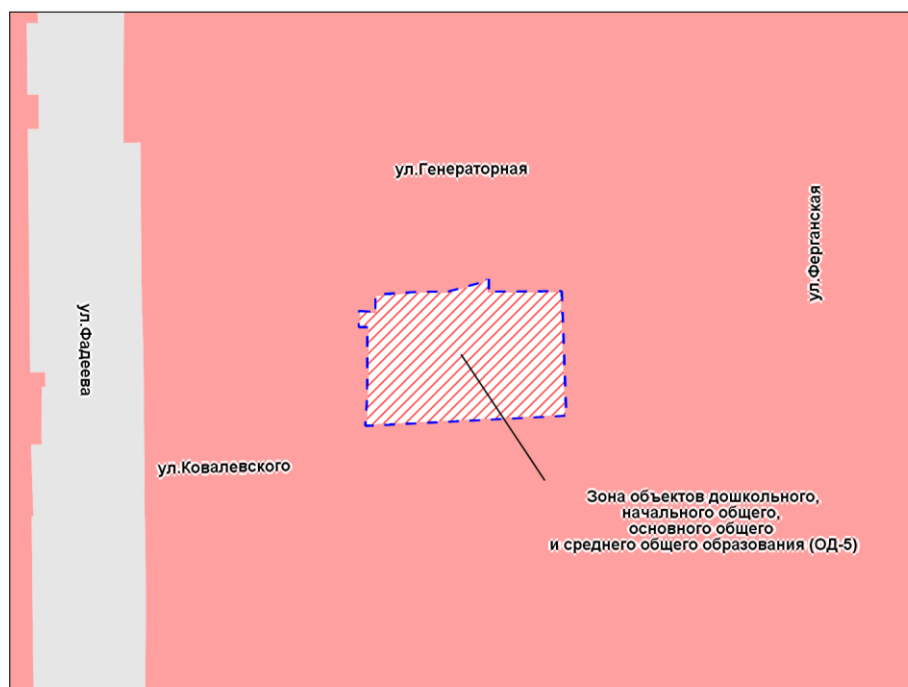 ул.Генераторная
ул.Ферганская
ул.Фадеева
ул.Ковалевского
Зона объектов дошкольного,
начального общего,
основного общего
и среднего общего образования (ОД-5)